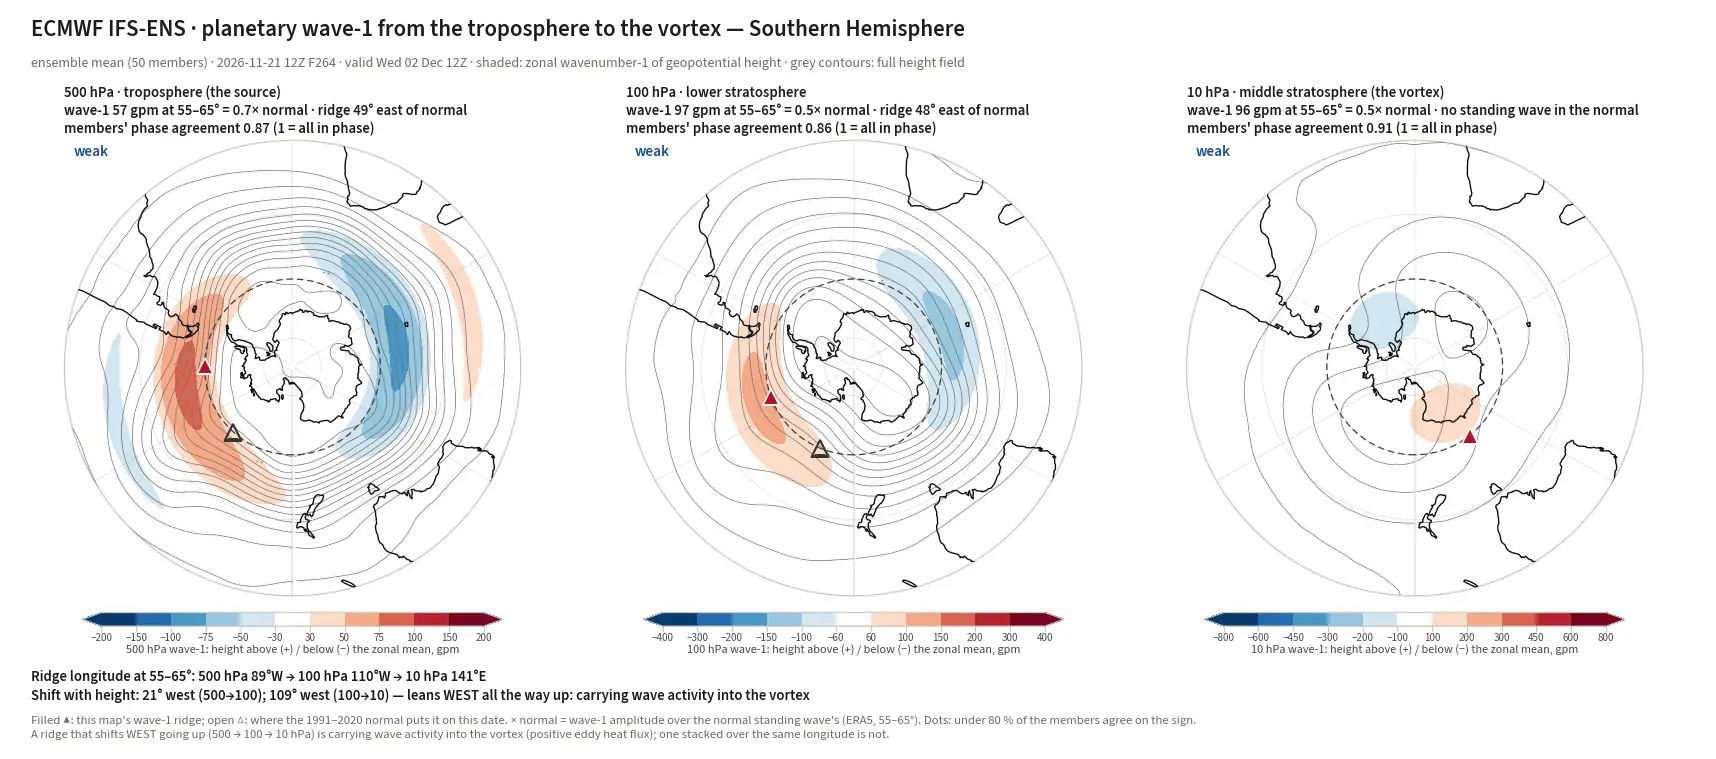 ECMWF IFS-ENS · planetary wave-1 from the troposphere to the vortex — Southern Hemisphere
ensemble mean (50 members) · 2026-11-21 12Z F264 · valid Wed 02 Dec 12Z · shaded: zonal wavenumber-1 of geopotential height · grey contours: full height field
500 hPa · troposphere (the source)
wave-1 57 gpm at 55–65° = 0.7× normal · ridge 49° east of normal
members' phase agreement 0.87 (1 = all in phase)
weak
100 hPa · lower stratosphere
wave-1 97 gpm at 55–65° = 0.5× normal · ridge 48° east of normal
members' phase agreement 0.86 (1 = all in phase)
weak
10 hPa · middle stratosphere (the vortex)
wave-1 96 gpm at 55–65° = 0.5× normal · no standing wave in the normal
members' phase agreement 0.91 (1 = all in phase)
weak
−200 −150 −100 −75 −50 −30 30 50 75 100 150 200
500 hPa wave-1: height above (+) / below (−) the zonal mean, gpm
−400 −300 −200 −150 −100 −60 60 100 150 200 300 400
100 hPa wave-1: height above (+) / below (−) the zonal mean, gpm
−800 −600 −450 −300 −200 −100 100 200 300 450 600 800
10 hPa wave-1: height above (+) / below (−) the zonal mean, gpm
Ridge longitude at 55–65°: 500 hPa 89°W → 100 hPa 110°W → 10 hPa 141°E
Shift with height: 21° west (500→100); 109° west (100→10) — leans WEST all the way up: carrying wave activity into the vortex
Filled ▲: this map's wave-1 ridge; open △: where the 1991–2020 normal puts it on this date. × normal = wave-1 amplitude over the normal standing wave's (ERA5, 55–65°). Dots: under 80 % of the members agree on the sign.
A ridge that shifts WEST going up (500 → 100 → 10 hPa) is carrying wave activity into the vortex (positive eddy heat flux); one stacked over the same longitude is not.